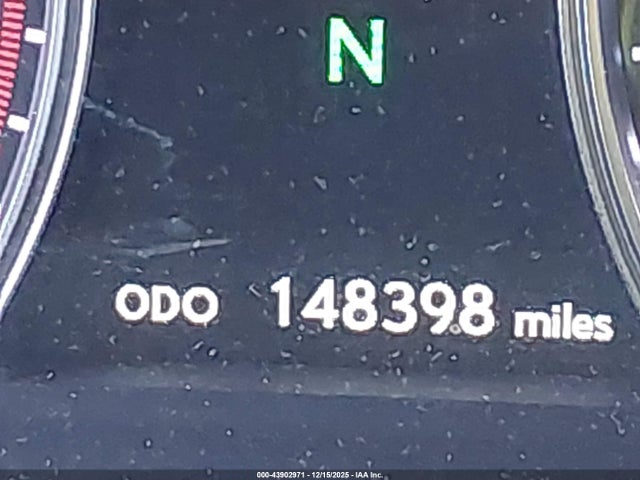 N
ODO 148398 miles
000-43902971 - 12/15/2025 - IAA Inc.